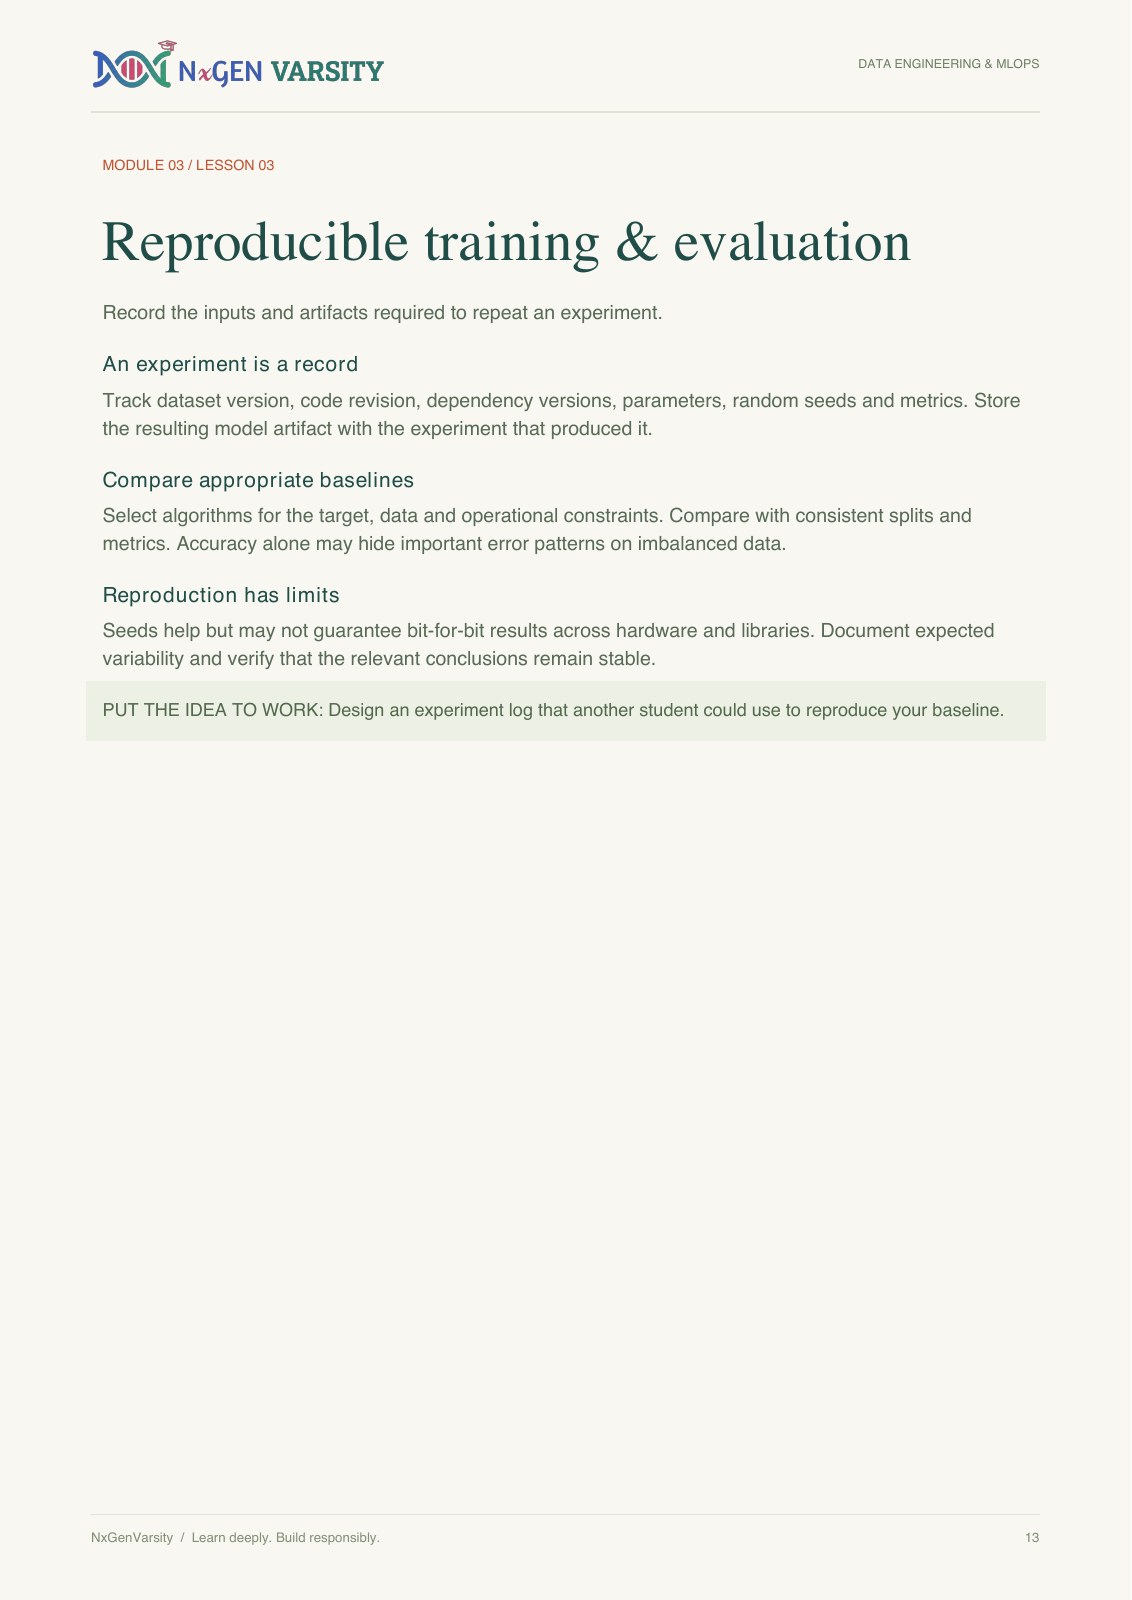 NxGEN VARSITY
DATA ENGINEERING & MLOPS
MODULE 03 / LESSON 03
Reproducible training & evaluation
Record the inputs and artifacts required to repeat an experiment.
An experiment is a record
Track dataset version, code revision, dependency versions, parameters, random seeds and metrics. Store
the resulting model artifact with the experiment that produced it.
Compare appropriate baselines
Select algorithms for the target, data and operational constraints. Compare with consistent splits and
metrics. Accuracy alone may hide important error patterns on imbalanced data.
Reproduction has limits
Seeds help but may not guarantee bit-for-bit results across hardware and libraries. Document expected
variability and verify that the relevant conclusions remain stable.
PUT THE IDEA TO WORK: Design an experiment log that another student could use to reproduce your baseline.
NxGenVarsity / Learn deeply. Build responsibly.
13